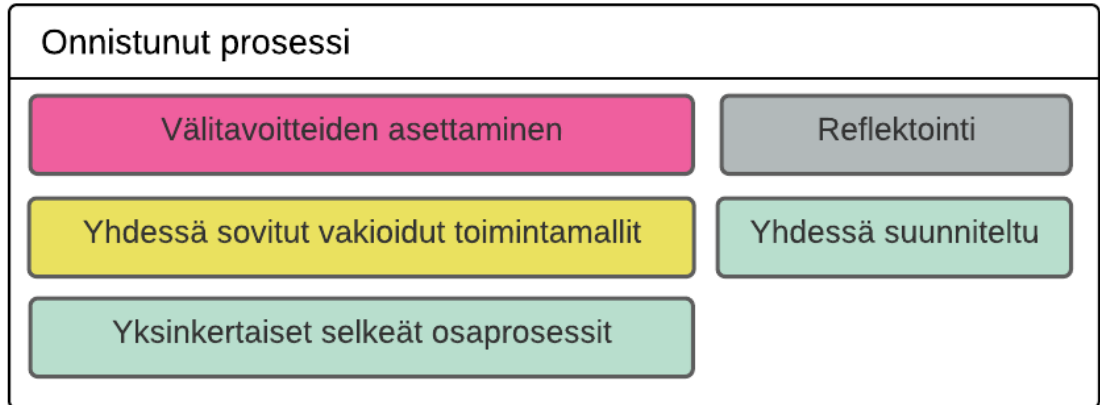 Onnistunut prosessi
Välitavoitteiden asettaminen
Reflektointi
Yhdessä sovitut vakioidut toimintamallit
Yhdessä suunniteltu
Yksinkertaiset selkeät osaprosessit